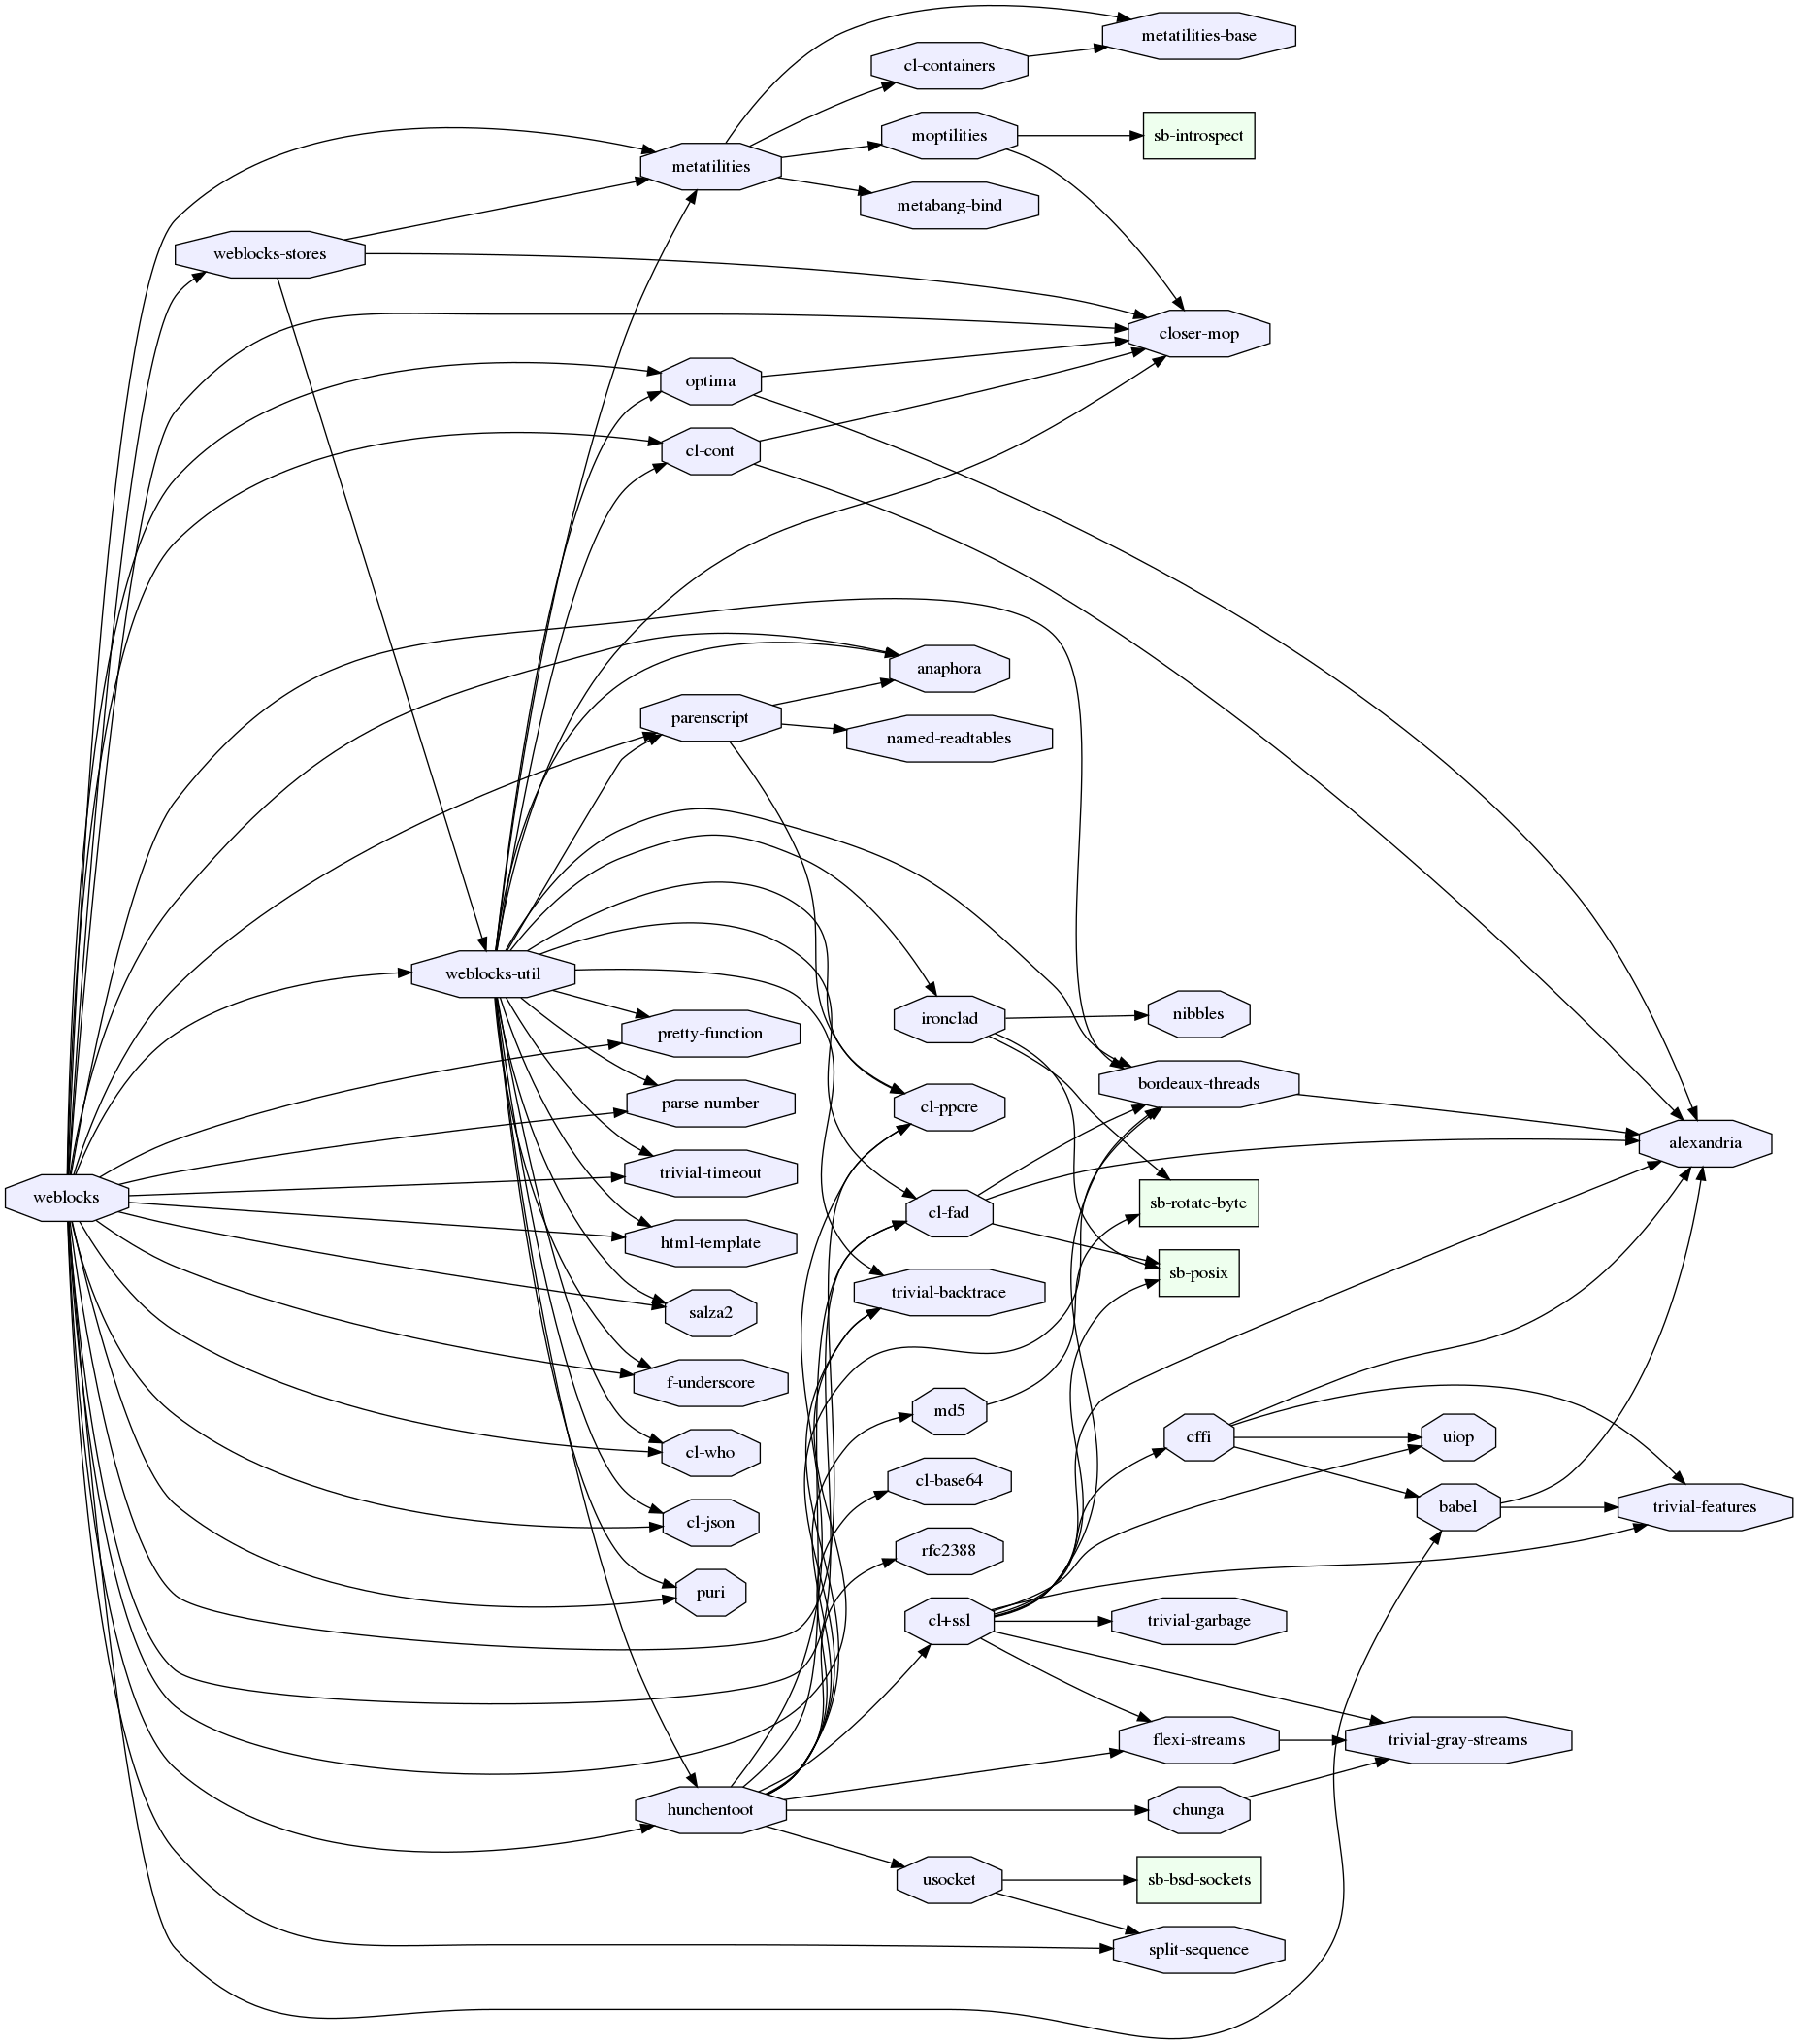 metatilities-base
cl-containers
moptilities
sb-introspect
metatilities
metabang-bind
weblocks-stores
closer-mop
optima
cl-cont
anaphora
parenscript
named-readtables
weblocks-util
ironclad
nibbles
pretty-function
bordeaux-threads
parse-number
cl-ppcre
alexandria
trivial-timeout
weblocks
sb-rotate-byte
cl-fad
html-template
sb-posix
trivial-backtrace
salza2
f-underscore
md5
cffi
uiop
cl-who
cl-base64
babel
trivial-features
cl-json
rfc2388
puri
cl+ssl
trivial-garbage
flexi-streams
trivial-gray-streams
hunchentoot
chunga
usocket
sb-bsd-sockets
split-sequence